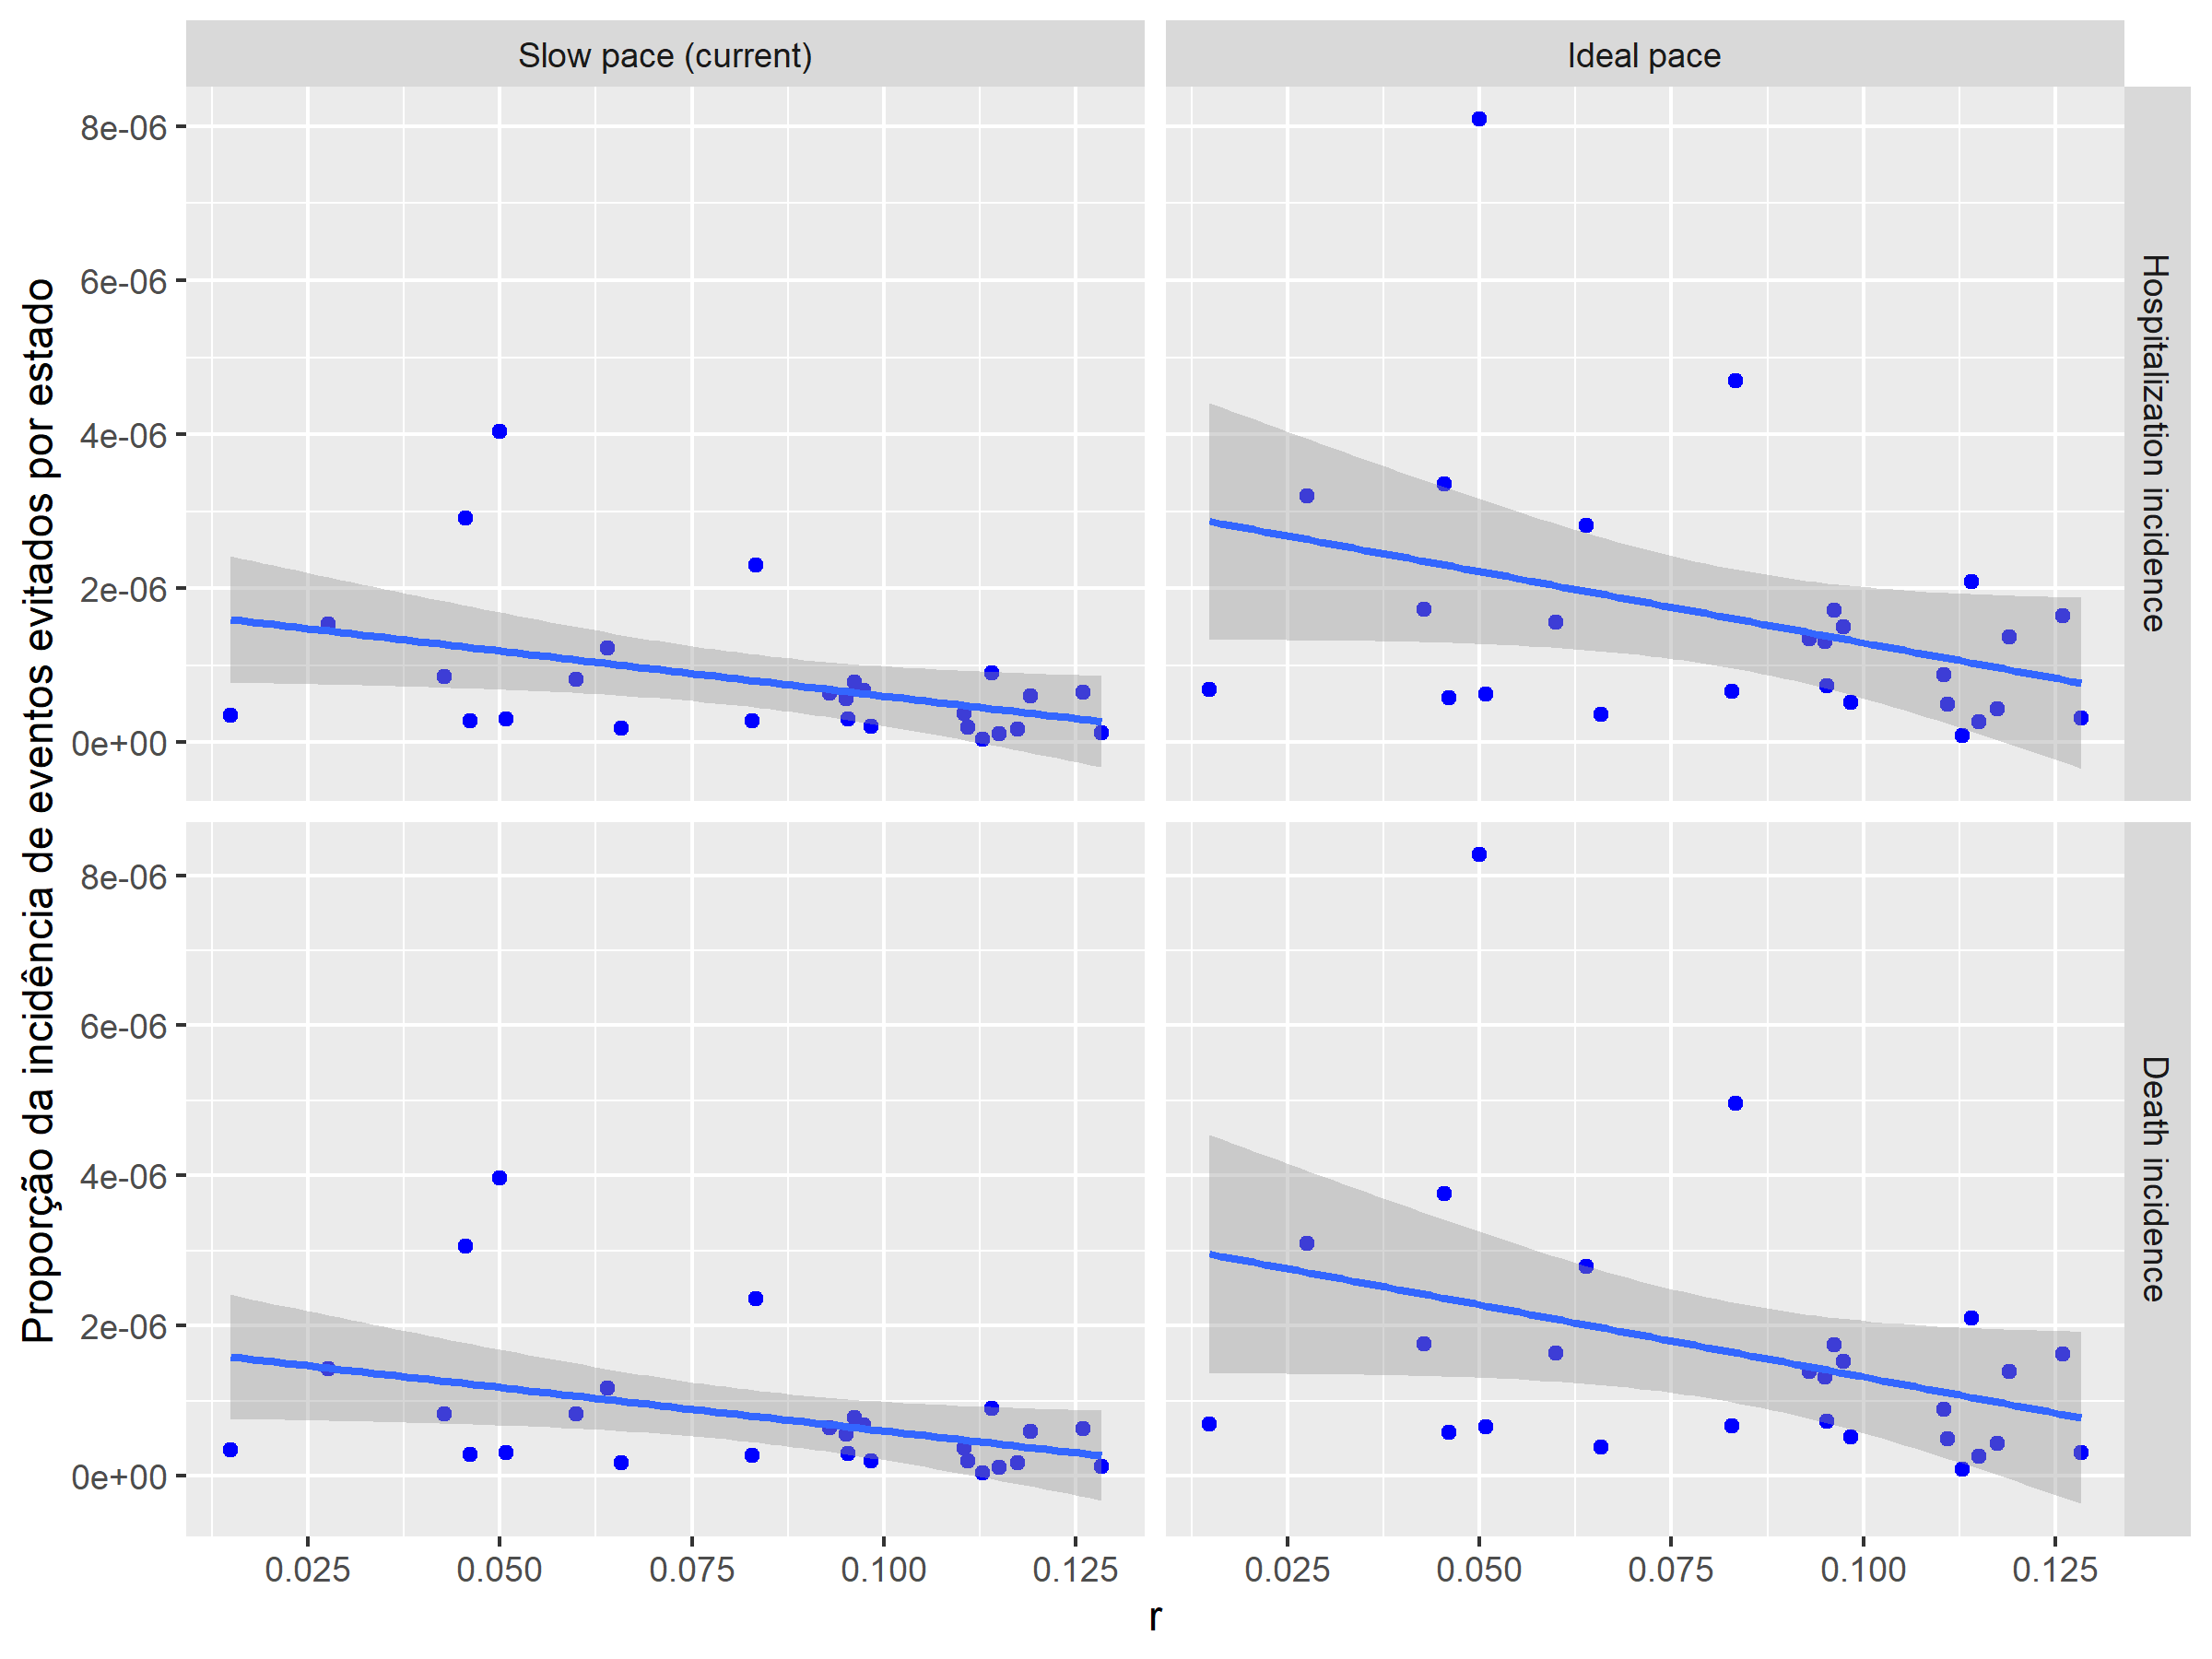 Slow pace (current)
Ideal pace
Proporção da incidência de eventos evitados por estado
8e-06
6e-06
4e-06
2e-06
0e+00
Hospitalization incidence
8e-06
6e-06
4e-06
2e-06
0e+00
Death incidence
0.025 0.050 0.075 0.100 0.125
0.025 0.050 0.075 0.100 0.125
r